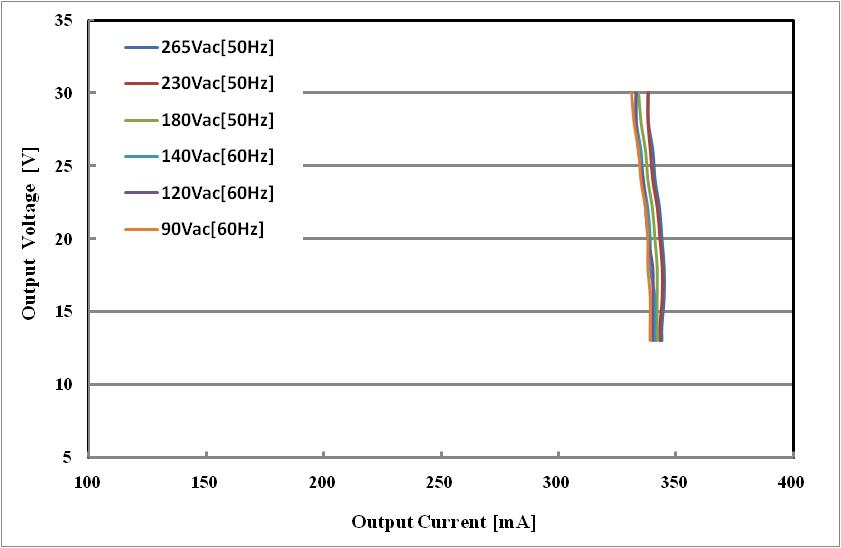 35
265Vac[50Hz]
30
230Vac[50Hz]
180Vac[50Hz]
25
140Vac[60Hz]
120Vac[60Hz]
20
90Vac[60Hz]
15
10
5
Output Voltage [V]
100 150 200 250 300 350 400
Output Current [mA]